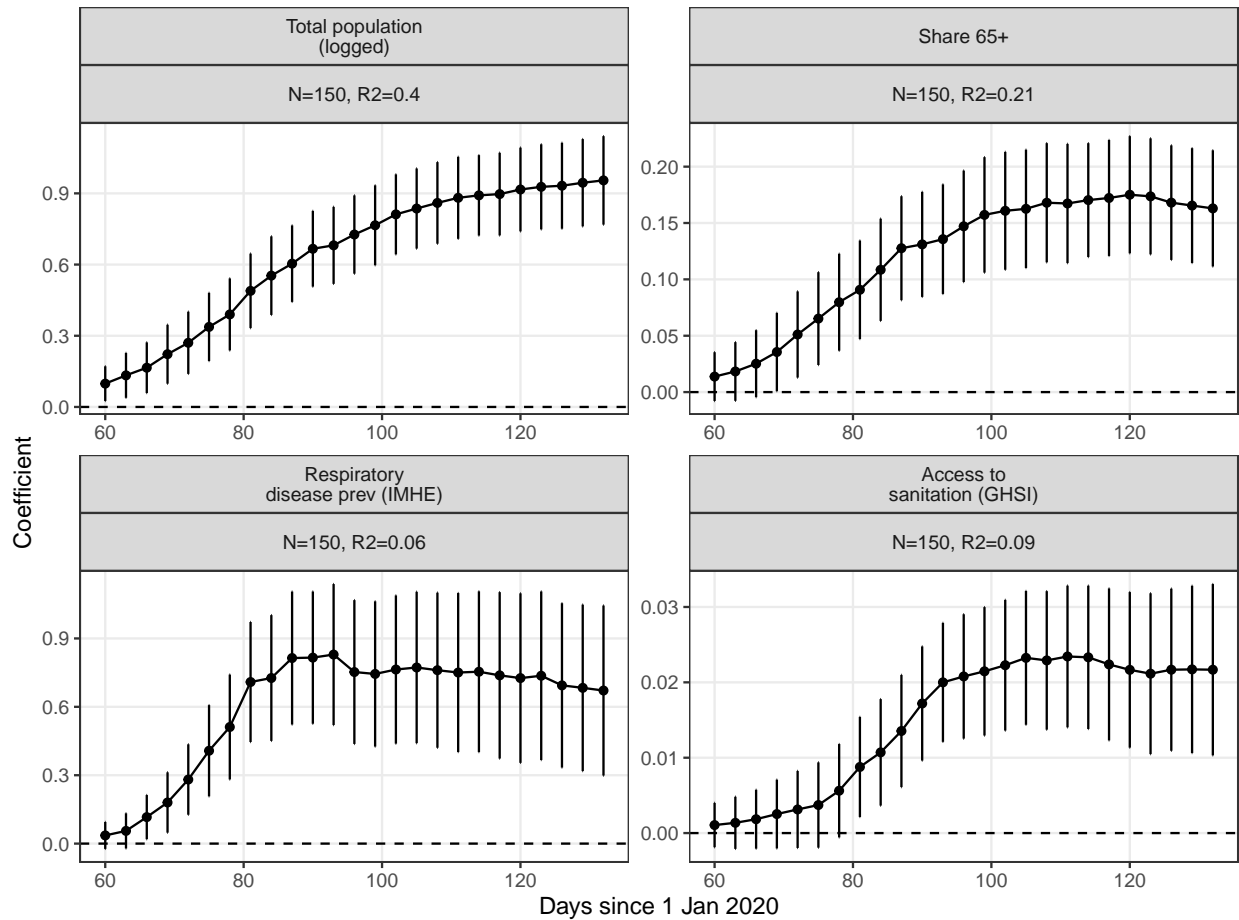 Total population
(logged)
N=150, R2=0.4
Share 65+
N=150, R2=0.21
0.9
0.6
0.3
0.0
60
80
100
120
0.20
0.15
0.10
0.05
0.00
60
80
100
120
Respiratory
disease prev (IMHE)
N=150, R2=0.06
Access to
sanitation (GHSI)
N=150, R2=0.09
0.9
0.6
0.3
0.0
60
80
100
120
0.03
0.02
0.01
0.00
60
80
100
120
Coefficient
Days since 1 Jan 2020